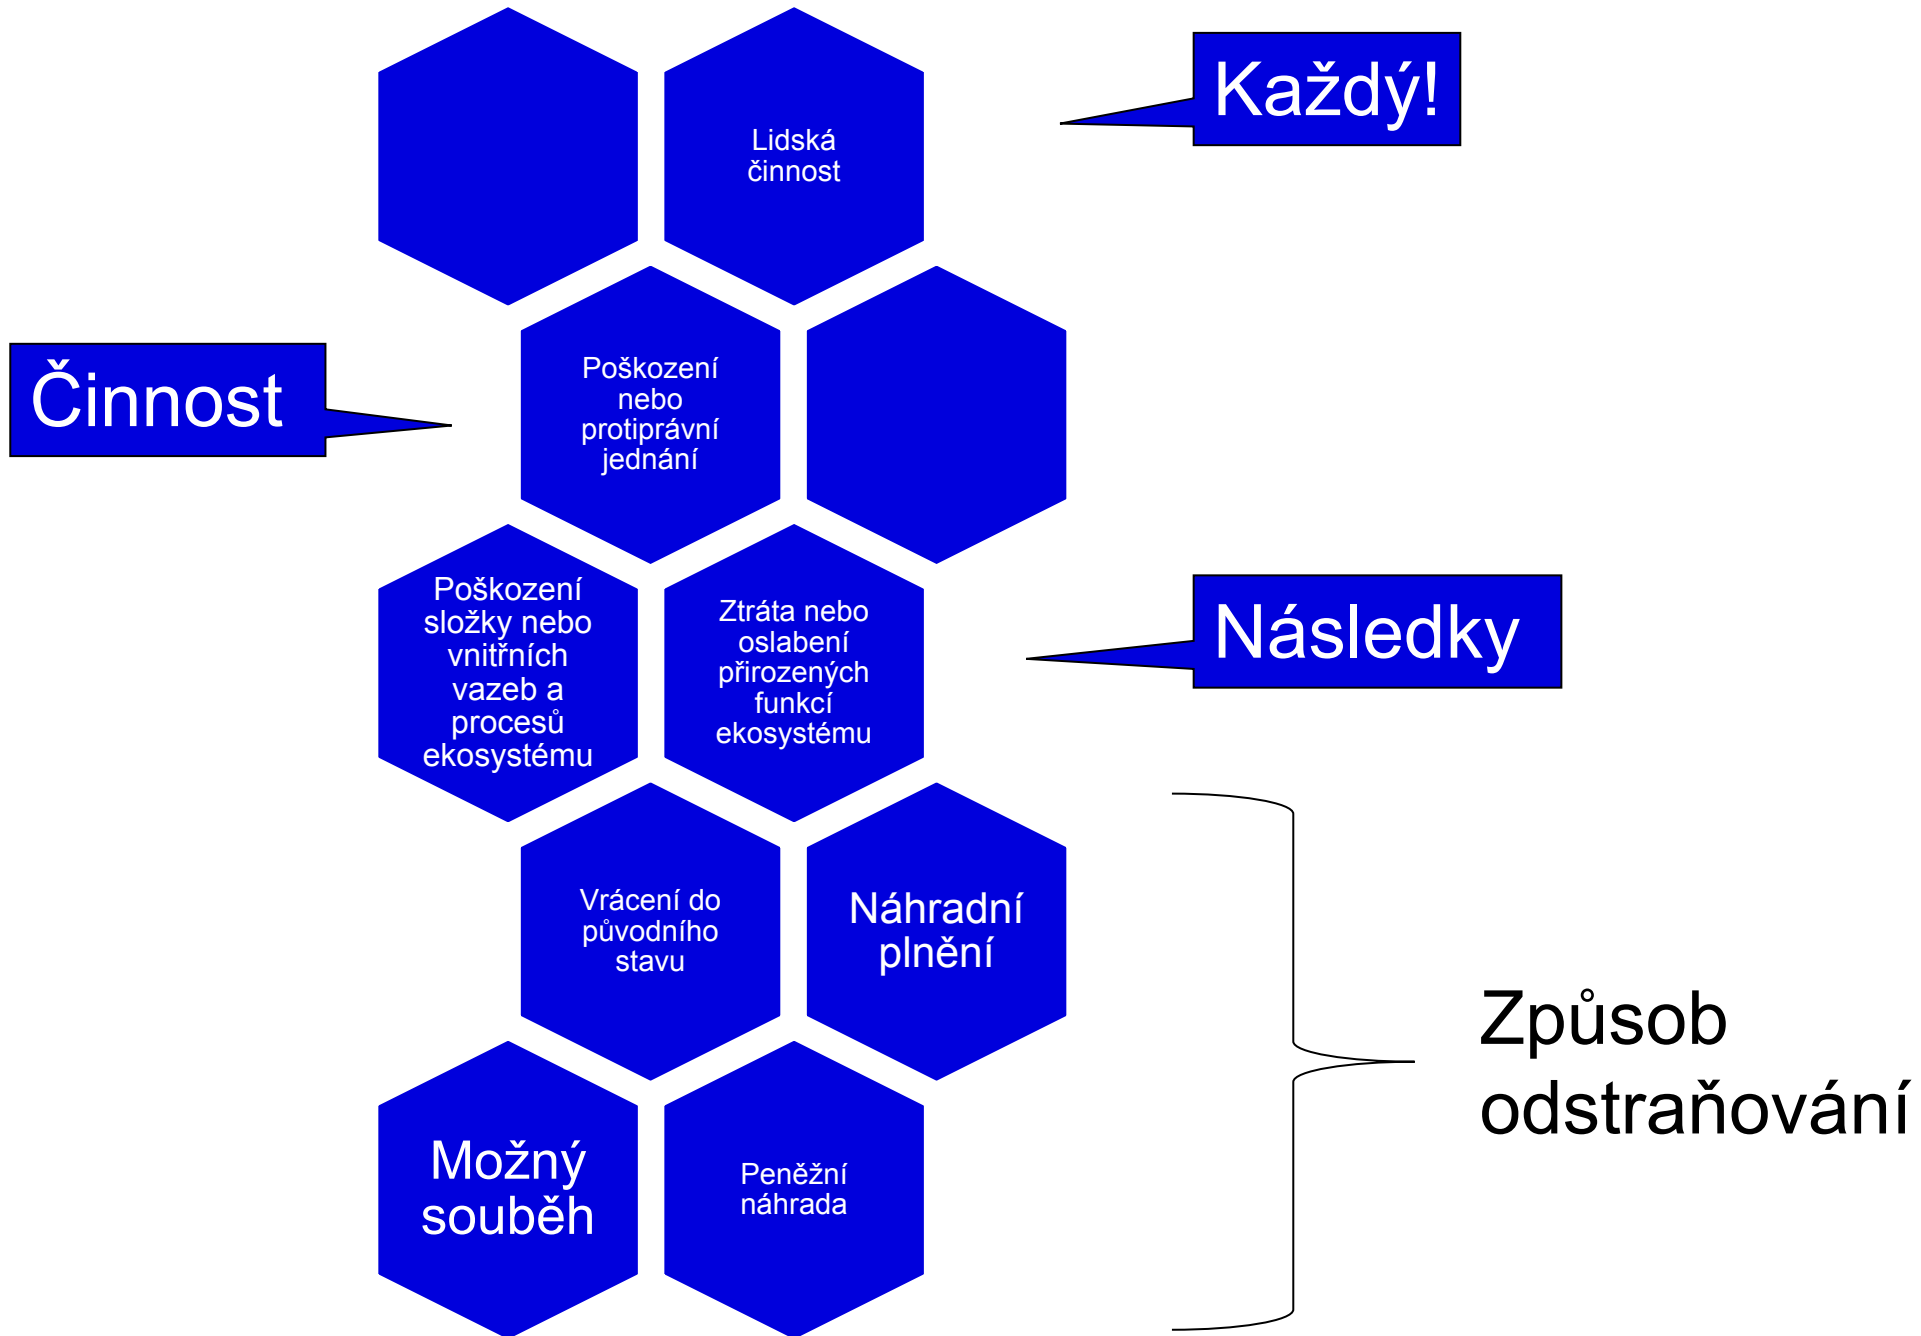 Každý!
Lidská
činnost
Činnost
Poškození
nebo
protiprávní
jednání
Poškození
složky nebo
vnitřních
vazeb a
procesů
ekosystému
Ztráta nebo
oslabení
přirozených
funkcí
ekosystému
Následky
Vrácení do
původního
stavu
Náhradní
plnění
Způsob
odstraňování
Možný
souběh
Peněžní
náhrada